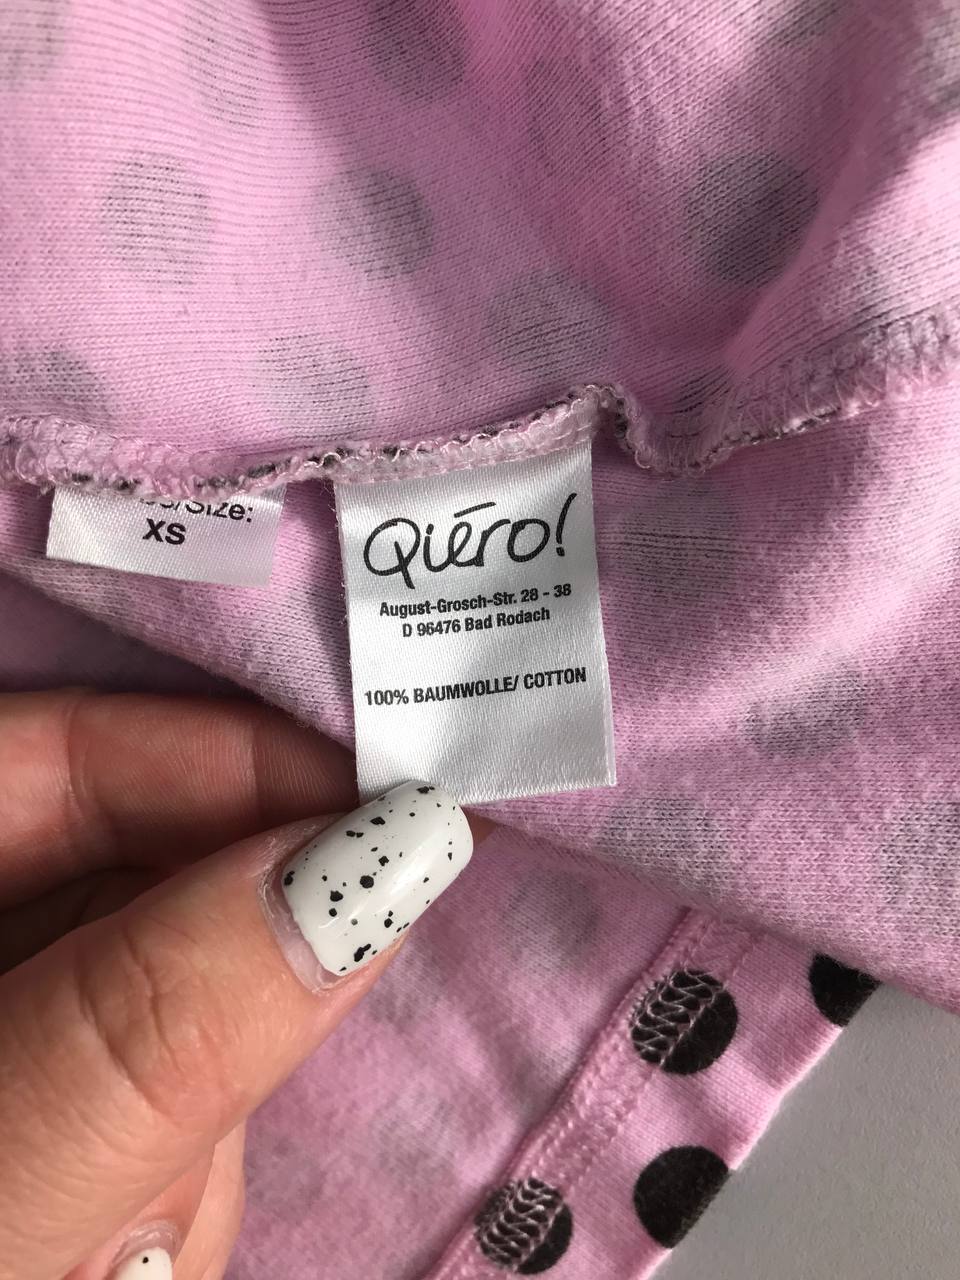 Size:
XS
Qiéro!
August-Grosch-Str. 28 - 38
D 96476 Bad Rodach
100% BAUMWOLLE/ COTTON